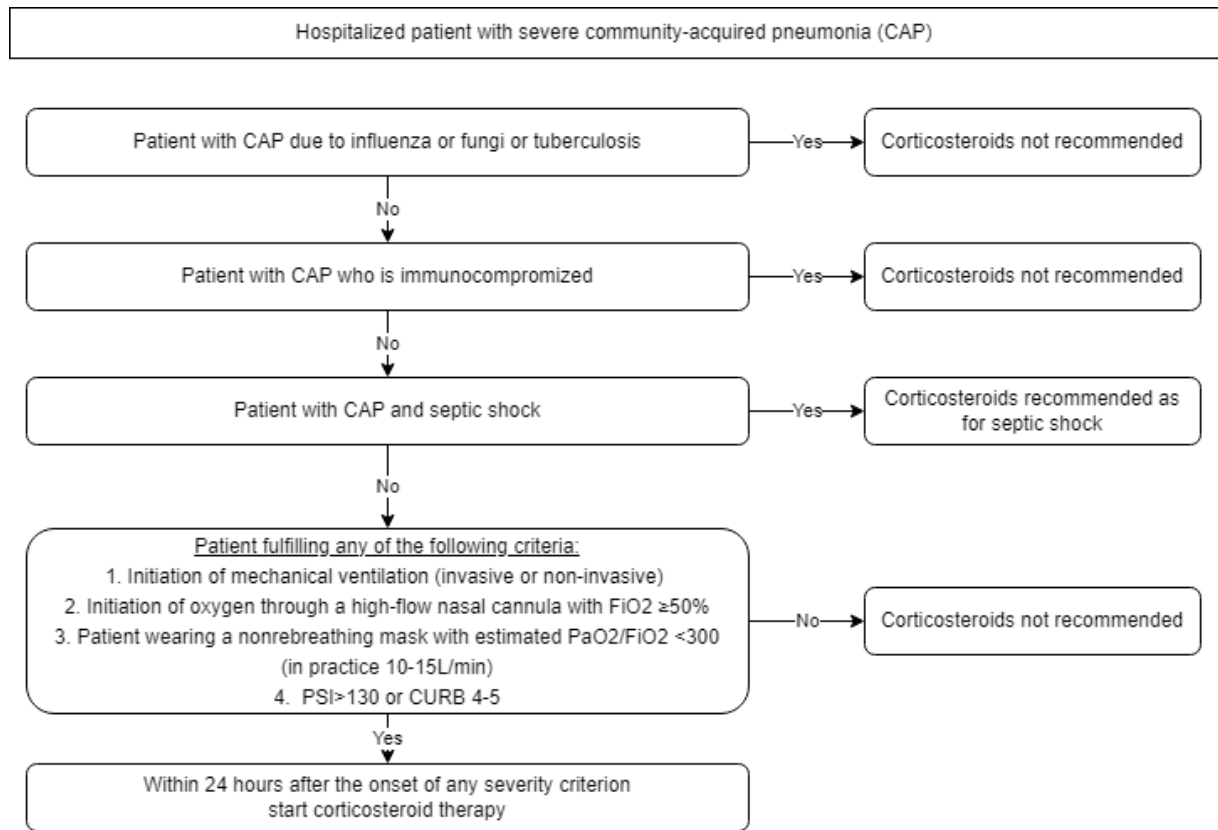 Hospitalized patient with severe community-acquired pneumonia (CAP)
Patient with CAP due to influenza or fungi or tuberculosis
Yes
Corticosteroids not recommended
No
Patient with CAP who is immunocompromized
Yes
Corticosteroids not recommended
No
Patient with CAP and septic shock
Yes
Corticosteroids recommended as
for septic shock
No
Patient fulfilling any of the following criteria:
1. Initiation of mechanical ventilation (invasive or non-invasive)
2. Initiation of oxygen through a high-flow nasal cannula with FiO2 ≥50%
3. Patient wearing a nonrebreathing mask with estimated PaO2/FiO2 <300
(in practice 10-15L/min)
4. PSI>130 or CURB 4-5
No
Corticosteroids not recommended
Yes
Within 24 hours after the onset of any severity criterion
start corticosteroid therapy